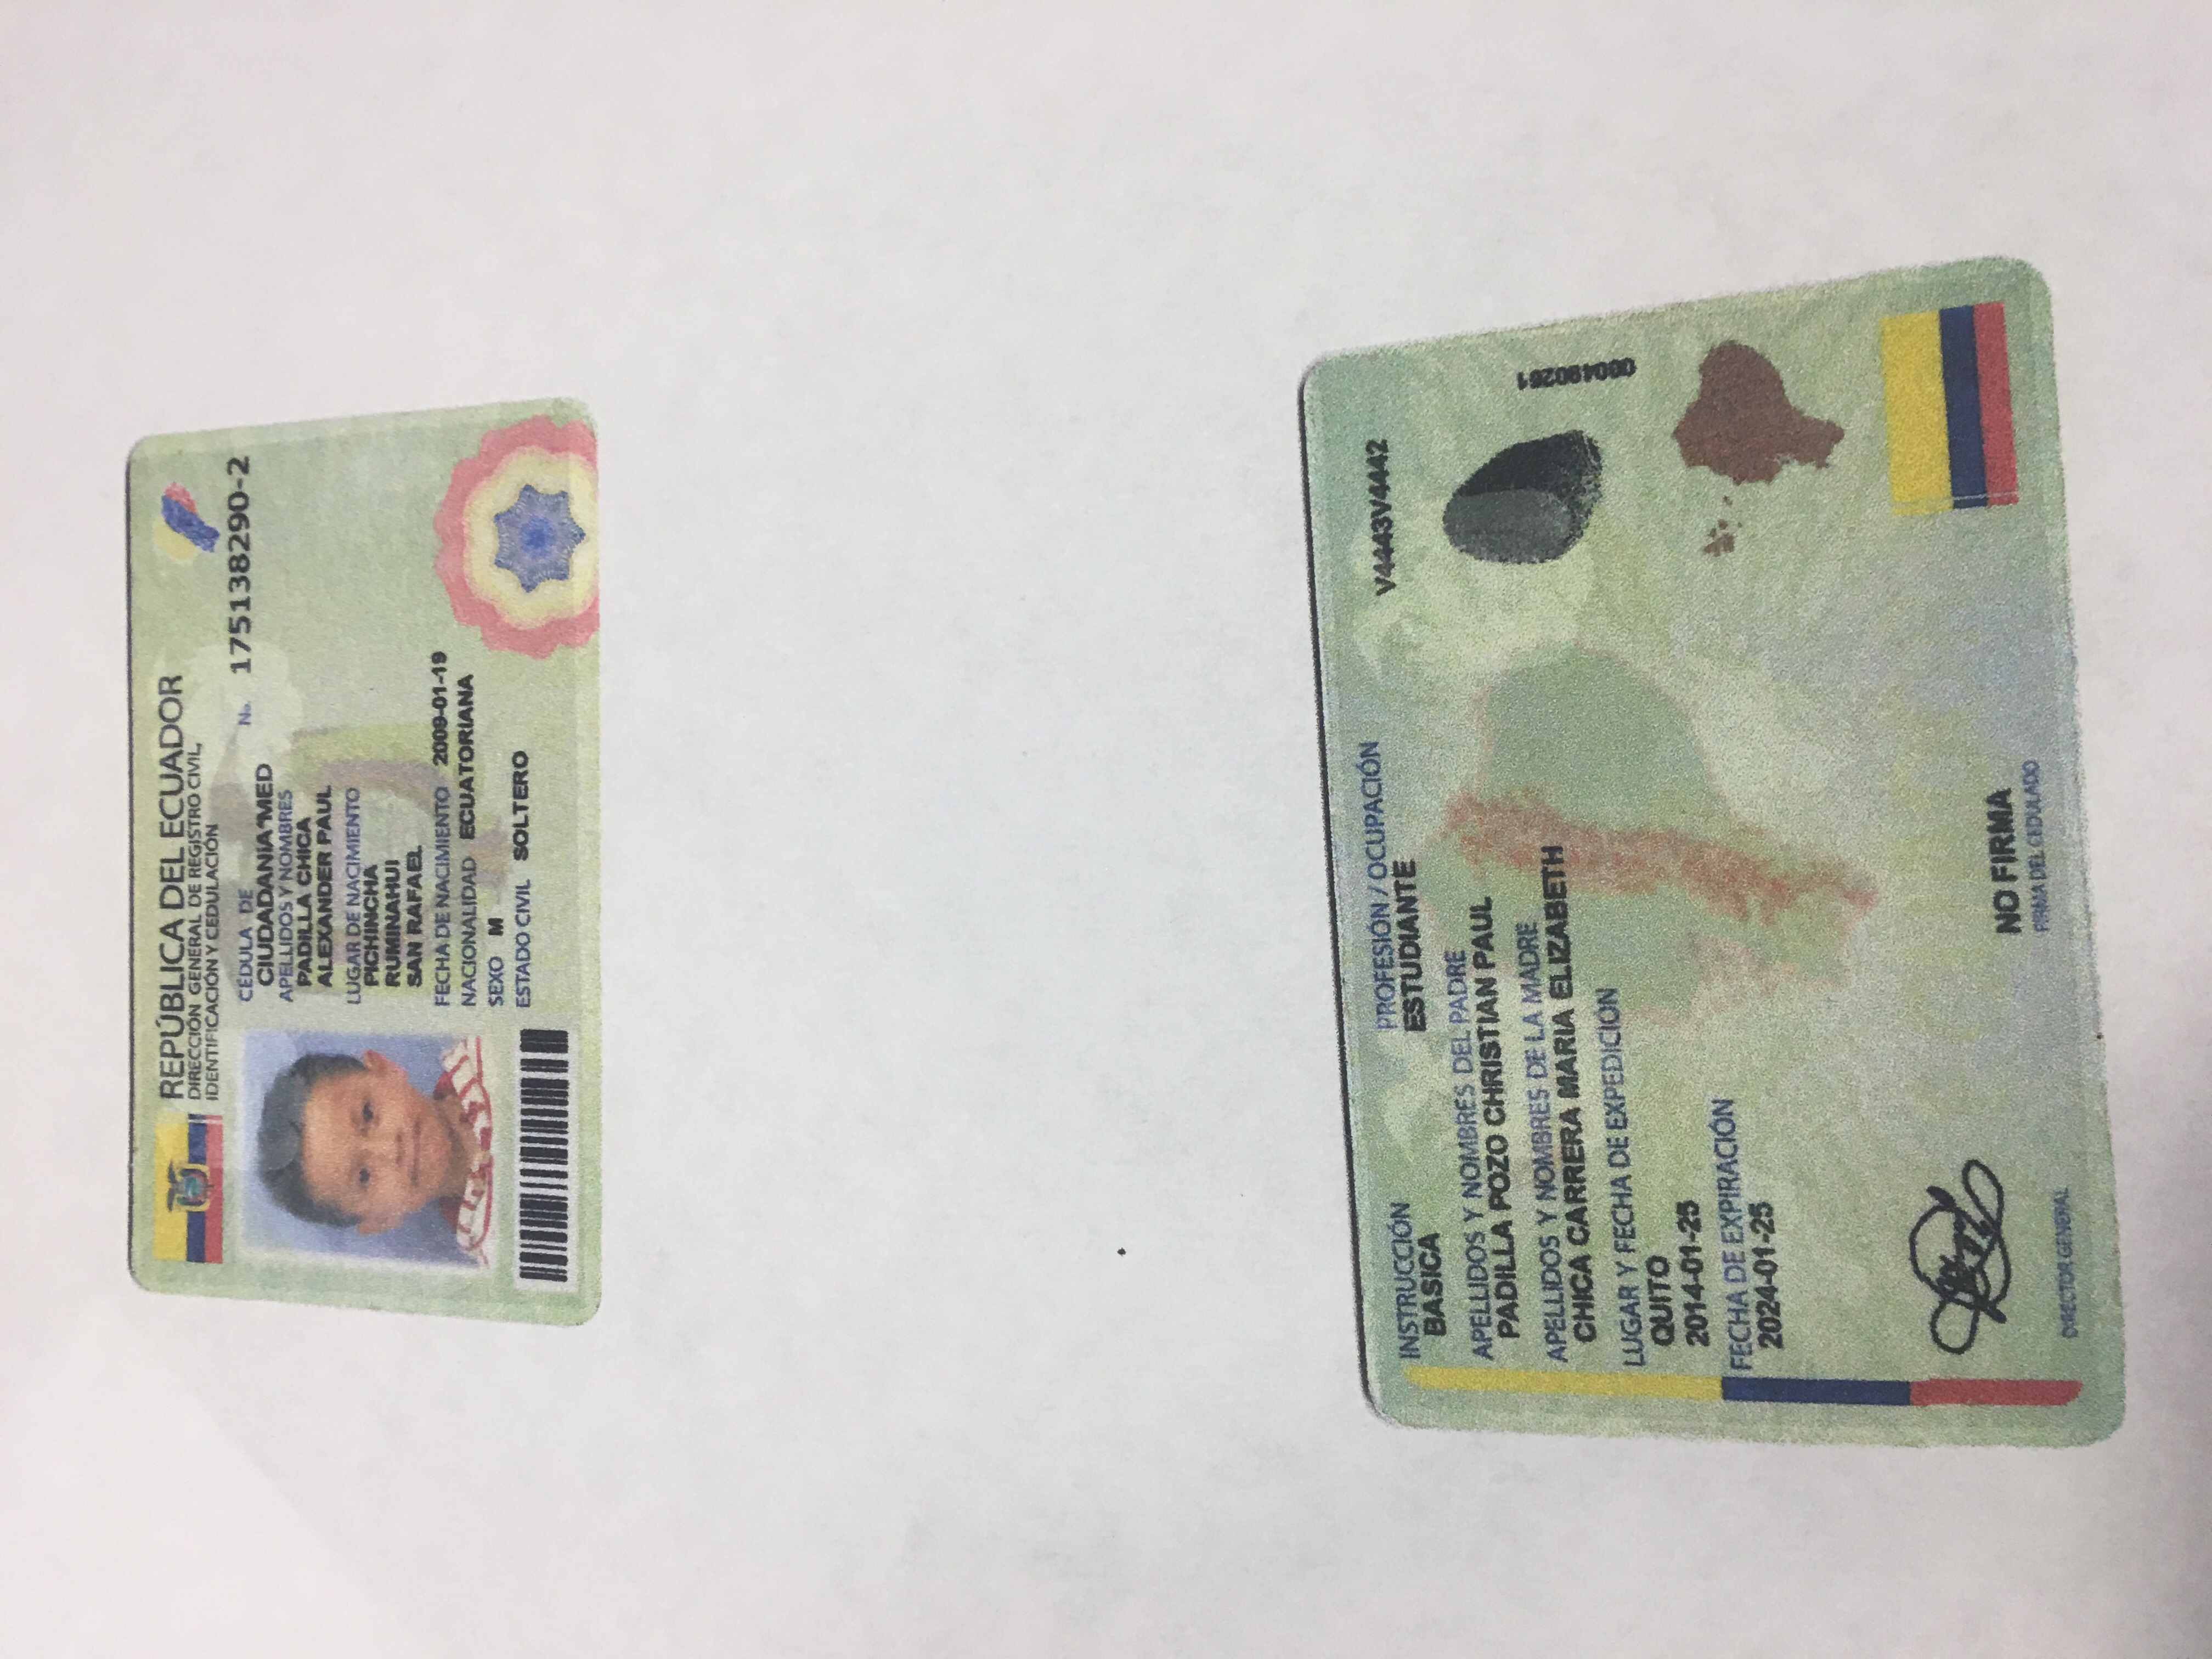 REPÚBLICA DEL ECUADOR
DIRECCIÓN GENERAL DE REGISTRO CIVIL,
IDENTIFICACIÓN Y CEDULACIÓN
CÉDULA DE No. 175138290-2
CIUDADANIA*MED
APELLIDOS Y NOMBRES
PADILLA CHICA
ALEXANDER PAUL
LUGAR DE NACIMIENTO
PICHINCHA
RUMINAHUI
SAN RAFAEL
FECHA DE NACIMIENTO 2009-01-19
NACIONALIDAD ECUATORIANA
SEXO M
ESTADO CIVIL SOLTERO
INSTRUCCIÓN PROFESIÓN / OCUPACIÓN V4443V4442
BASICA ESTUDIANTE
APELLIDOS Y NOMBRES DEL PADRE
PADILLA POZO CHRISTIAN PAUL
APELLIDOS Y NOMBRES DE LA MADRE
CHICA CARRERA MARIA ELIZABETH
LUGAR Y FECHA DE EXPEDICIÓN
QUITO
2014-01-25
FECHA DE EXPIRACIÓN
2024-01-25
NO FIRMA
DIRECTOR GENERAL FIRMA DEL CEDULADO